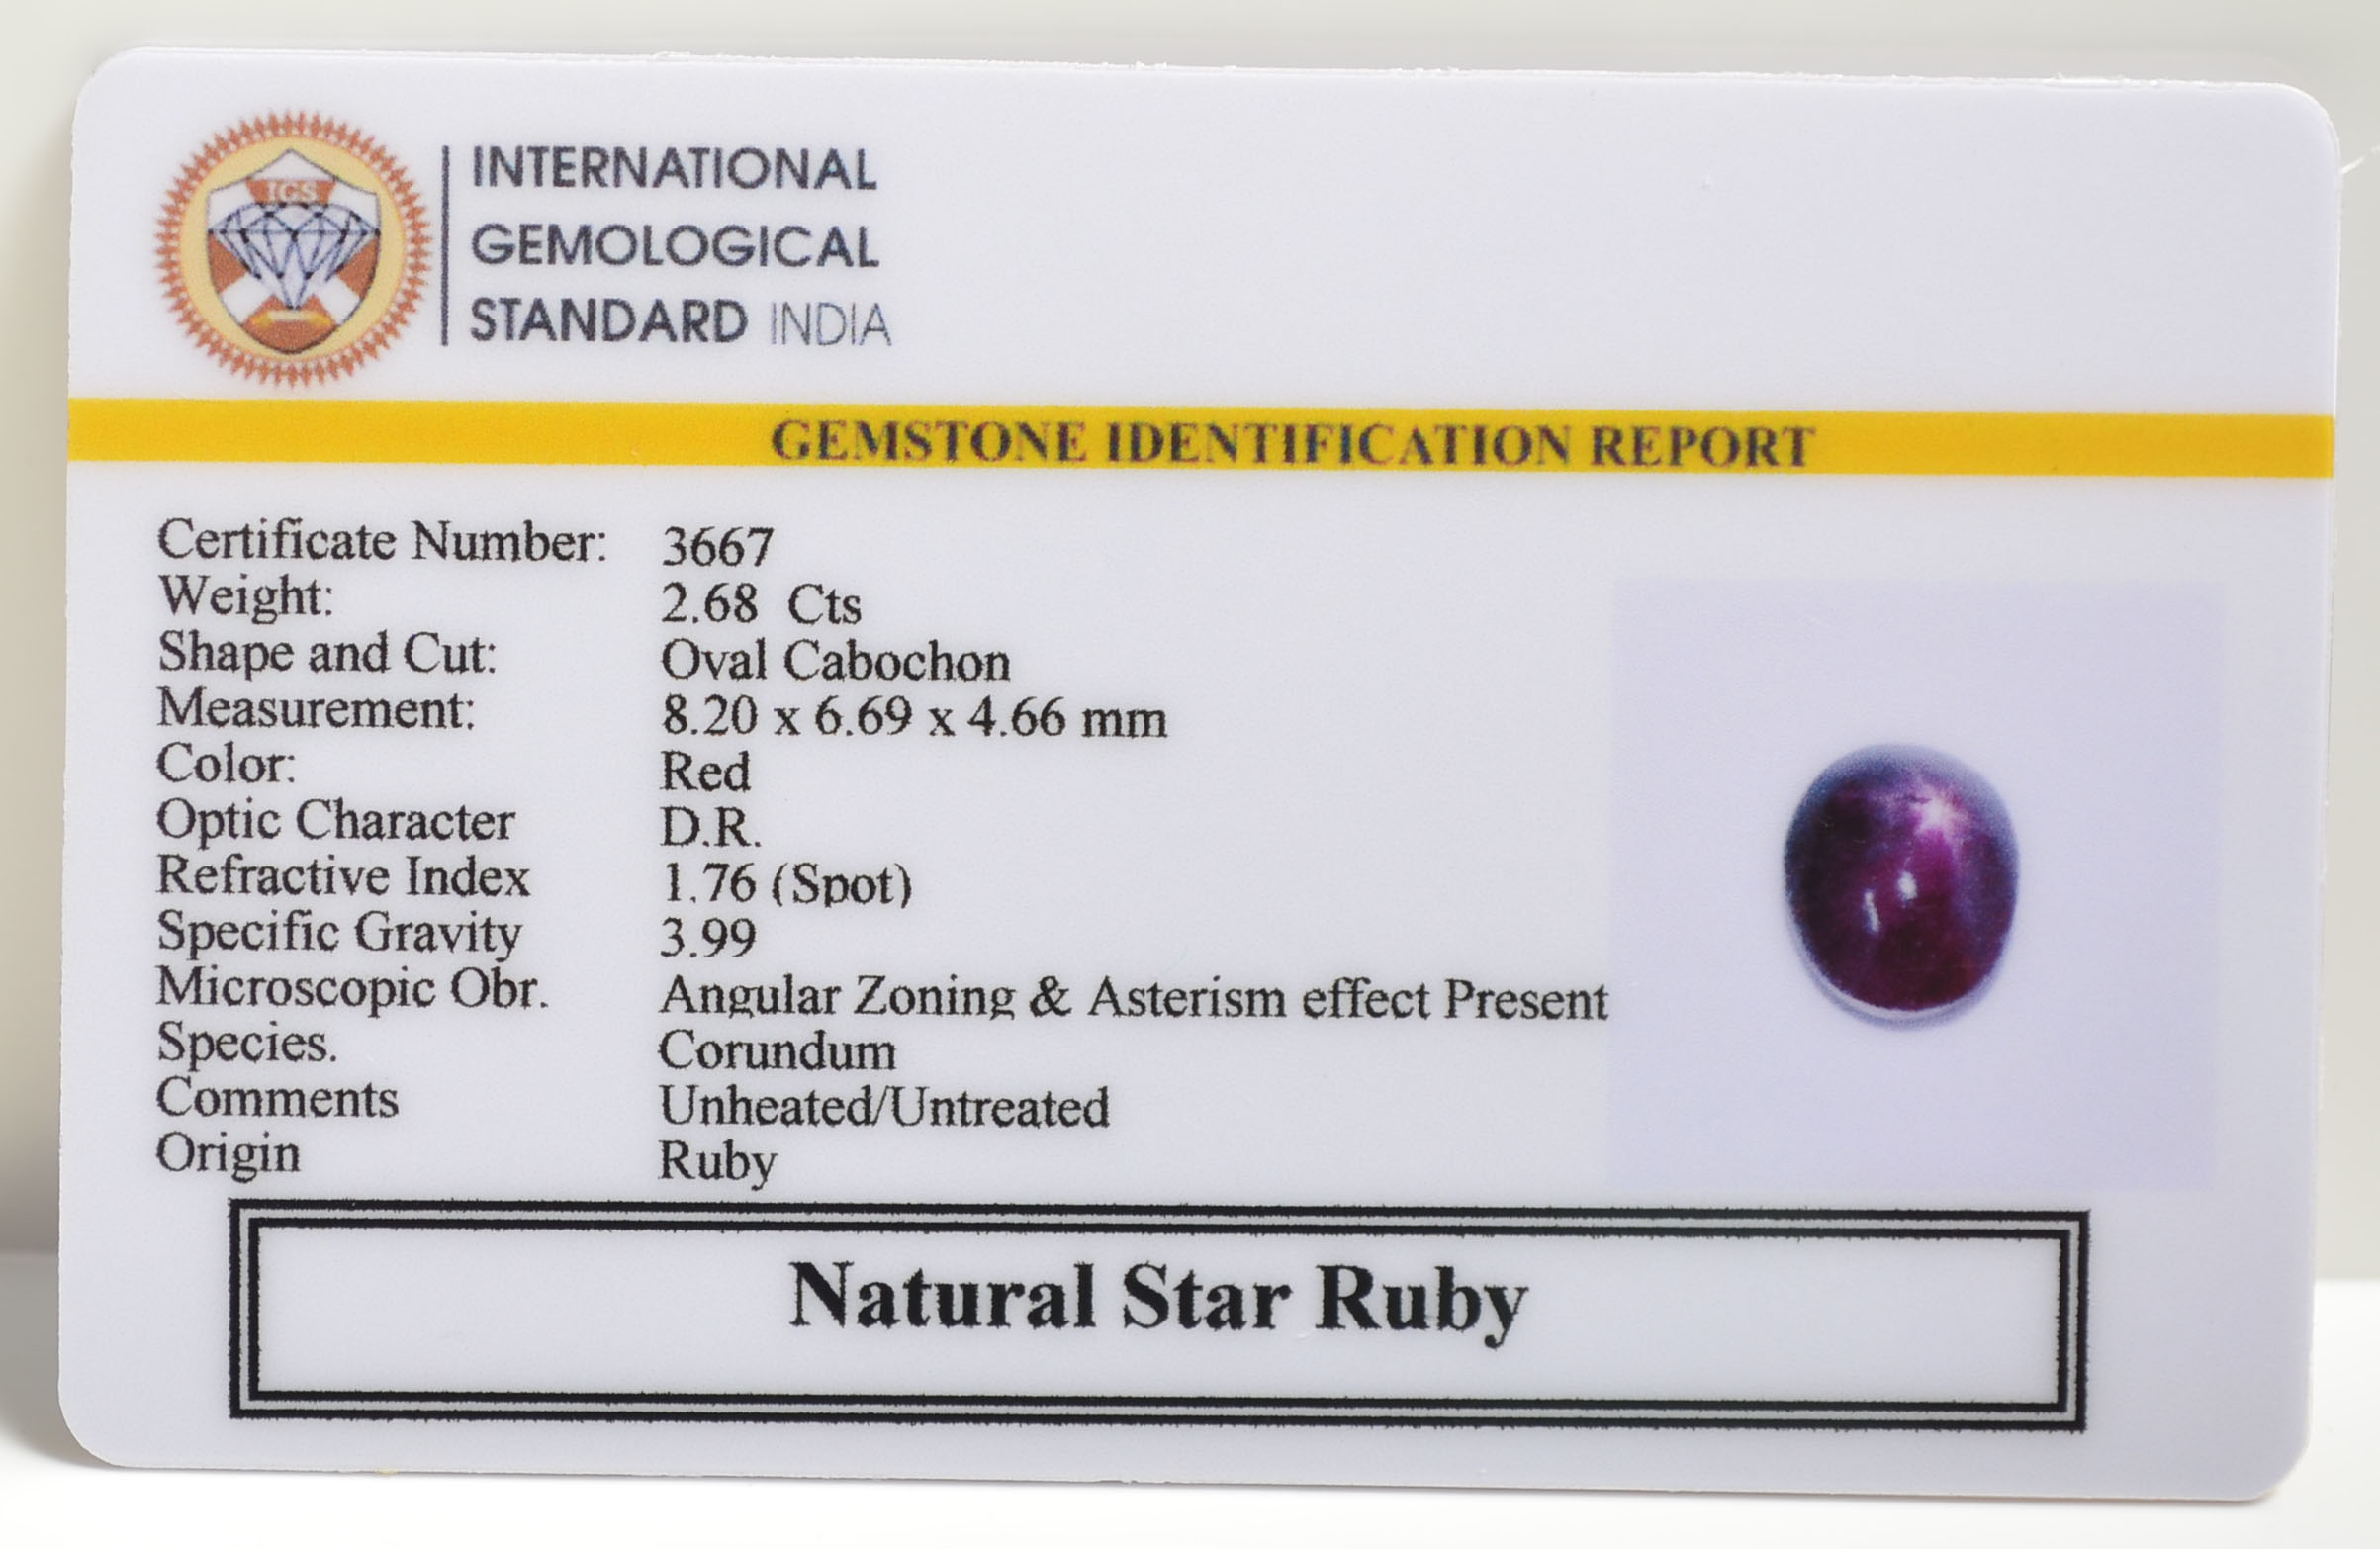 IGS
INTERNATIONAL
GEMOLOGICAL
STANDARD INDIA
GEMSTONE IDENTIFICATION REPORT
Certificate Number: 3667
Weight: 2.68 Cts
Shape and Cut: Oval Cabochon
Measurement: 8.20 x 6.69 x 4.66 mm
Color: Red
Optic Character D.R.
Refractive Index 1.76 (Spot)
Specific Gravity 3.99
Microscopic Obr. Angular Zoning & Asterism effect Present
Species. Corundum
Comments Unheated/Untreated
Origin Ruby
Natural Star Ruby